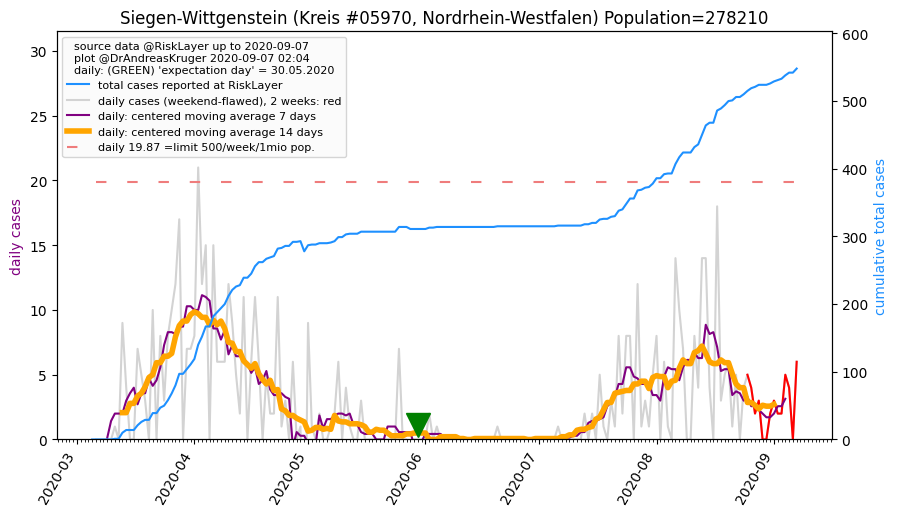 Siegen-Wittgenstein (Kreis #05970, Nordrhein-Westfalen) Population=278210
source data @RiskLayer up to 2020-09-07
plot @DrAndreasKruger 2020-09-07 02:04
daily: (GREEN) 'expectation day' = 30.05.2020
total cases reported at RiskLayer
daily cases (weekend-flawed), 2 weeks: red
daily: centered moving average 7 days
daily: centered moving average 14 days
daily 19.87 =limit 500/week/1mio pop.
daily cases
30
25
20
15
10
5
0
cumulative total cases
600
500
400
300
200
100
0
2020-03
2020-04
2020-05
2020-06
2020-07
2020-08
2020-09